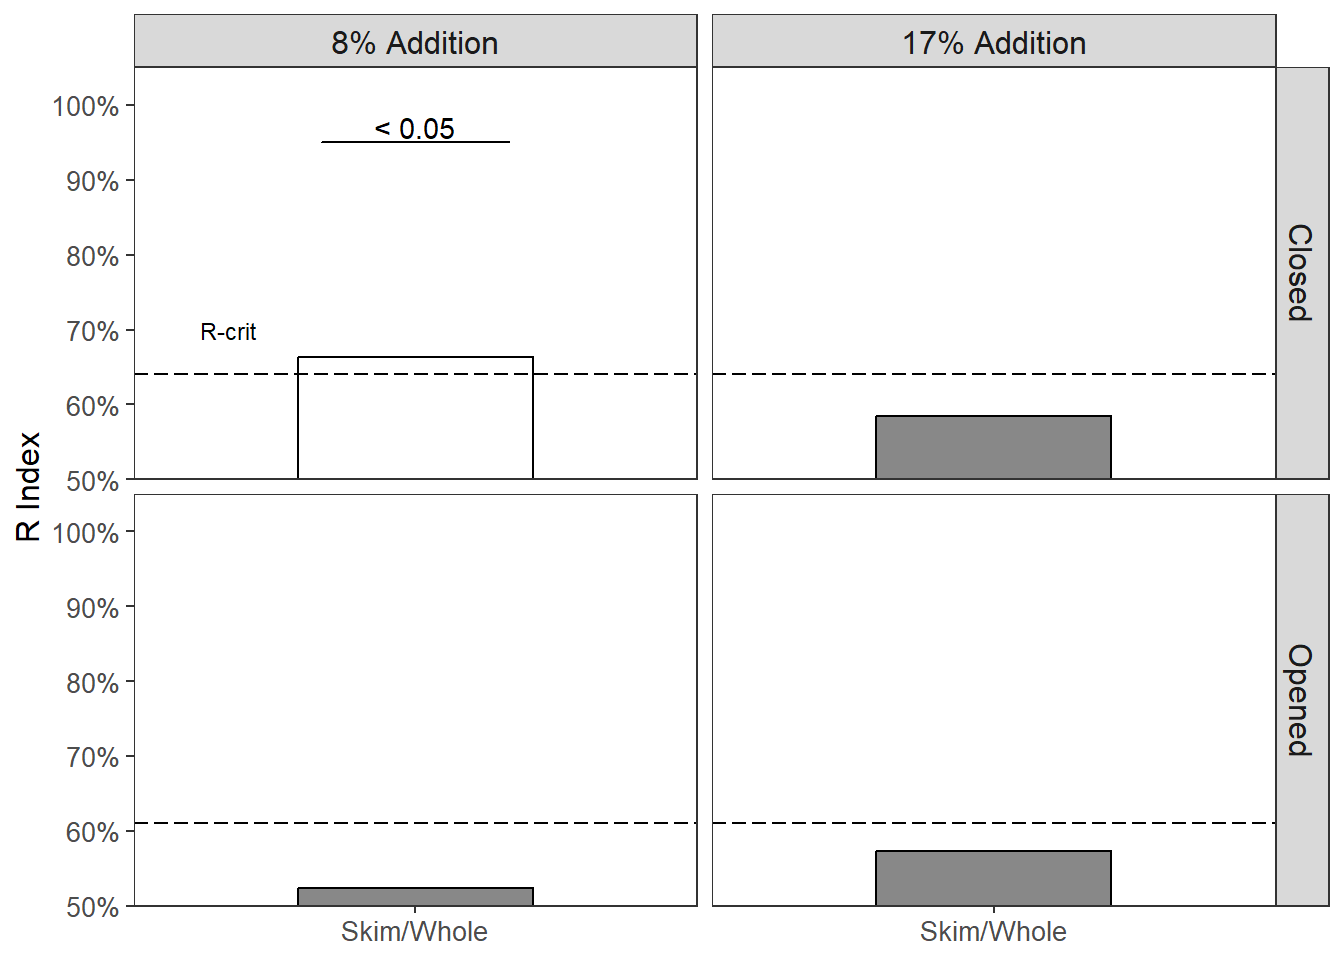 8% Addition
17% Addition
100%
90%
80%
70%
60%
50%
< 0.05
R-crit
Closed
R Index
100%
90%
80%
70%
60%
50%
Opened
Skim/Whole
Skim/Whole